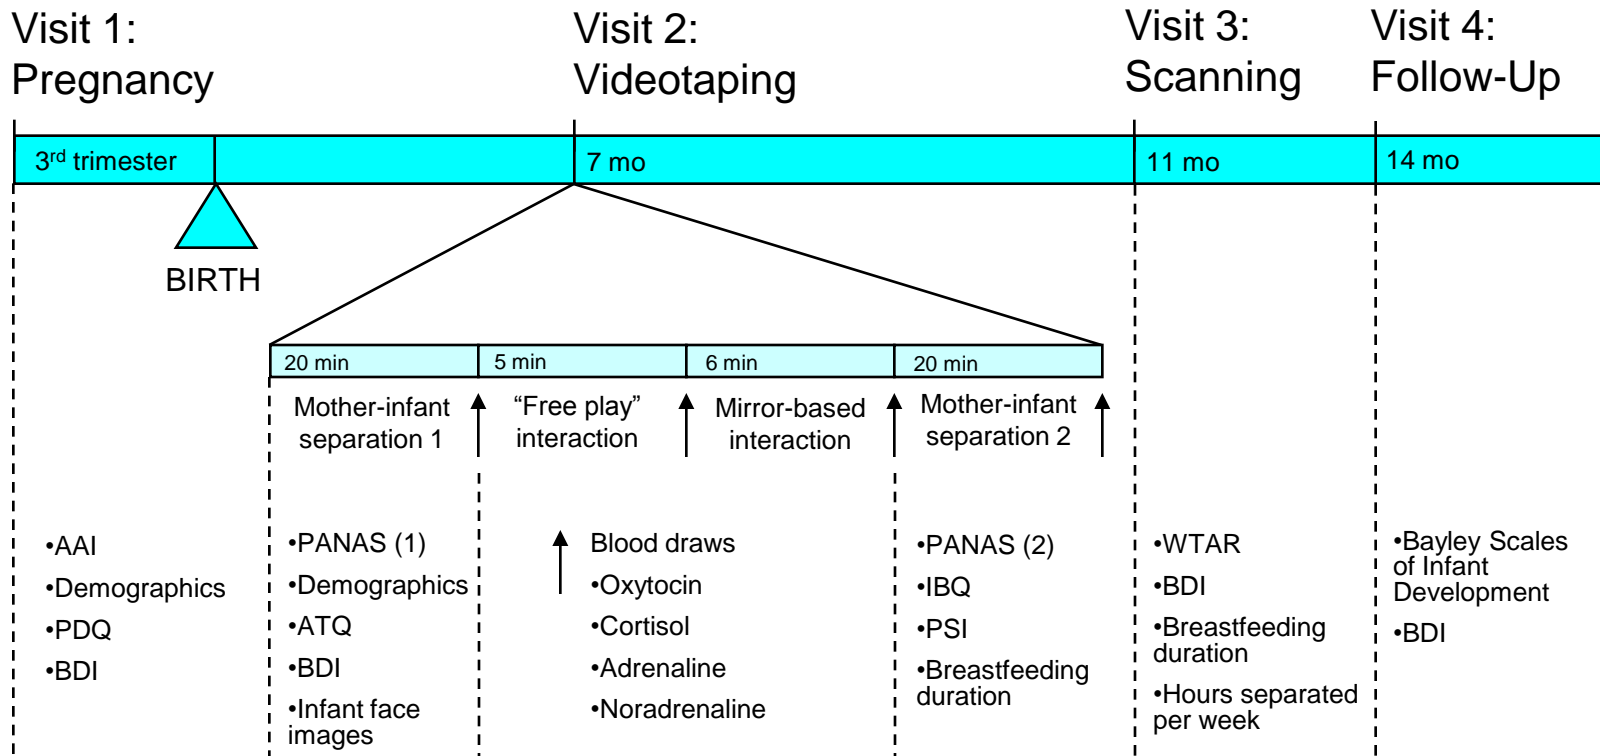 Visit 1:
Pregnancy
Visit 2:
Videotaping
Visit 3:
Scanning
Visit 4:
Follow-Up
3rd trimester
7 mo
11 mo
14 mo
BIRTH
20 min
5 min
6 min
20 min
Mother-infant
separation 1
“Free play”
interaction
Mirror-based
interaction
Mother-infant
separation 2
•AAI
•Demographics
•PDQ
•BDI
•PANAS (1)
•Demographics
•ATQ
•BDI
•Infant face
images
Blood draws
•Oxytocin
•Cortisol
•Adrenaline
•Noradrenaline
•PANAS (2)
•IBQ
•PSI
•Breastfeeding
duration
•WTAR
•BDI
•Breastfeeding
duration
•Hours separated
per week
•Bayley Scales
of Infant
Development
•BDI